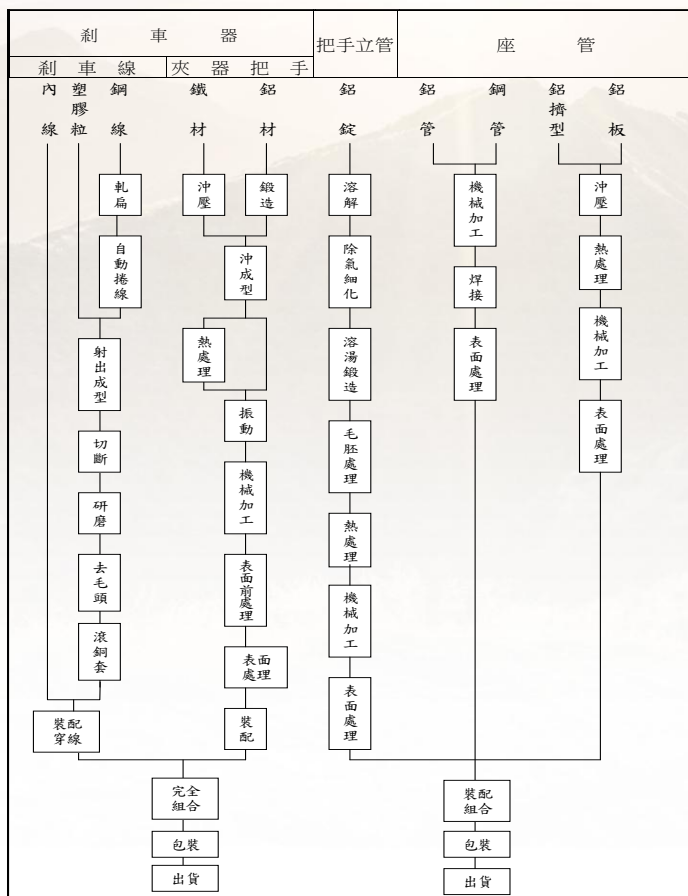 剎車器
把手立管
座管
剎車線
夾器把手
內線
塑膠粒
鋼線
鐵材
鋁材
鋁錠
鋁管
鋼管
鋁擠型
鋁板
軋扁
自動捲線
射出成型
切斷
研磨
去毛頭
滾銅套
裝配
穿線
沖壓
鍛造
沖成型
熱處理
振動
機械加工
表面前處理
表面
處理
裝配
完全
組合
包裝
出貨
溶解
除氣細化
溶湯鍛造
毛胚處理
熱處理
機械加工
表面處理
機械加工
焊接
表面處理
沖壓
熱處理
機械加工
表面處理
裝配
組合
包裝
出貨